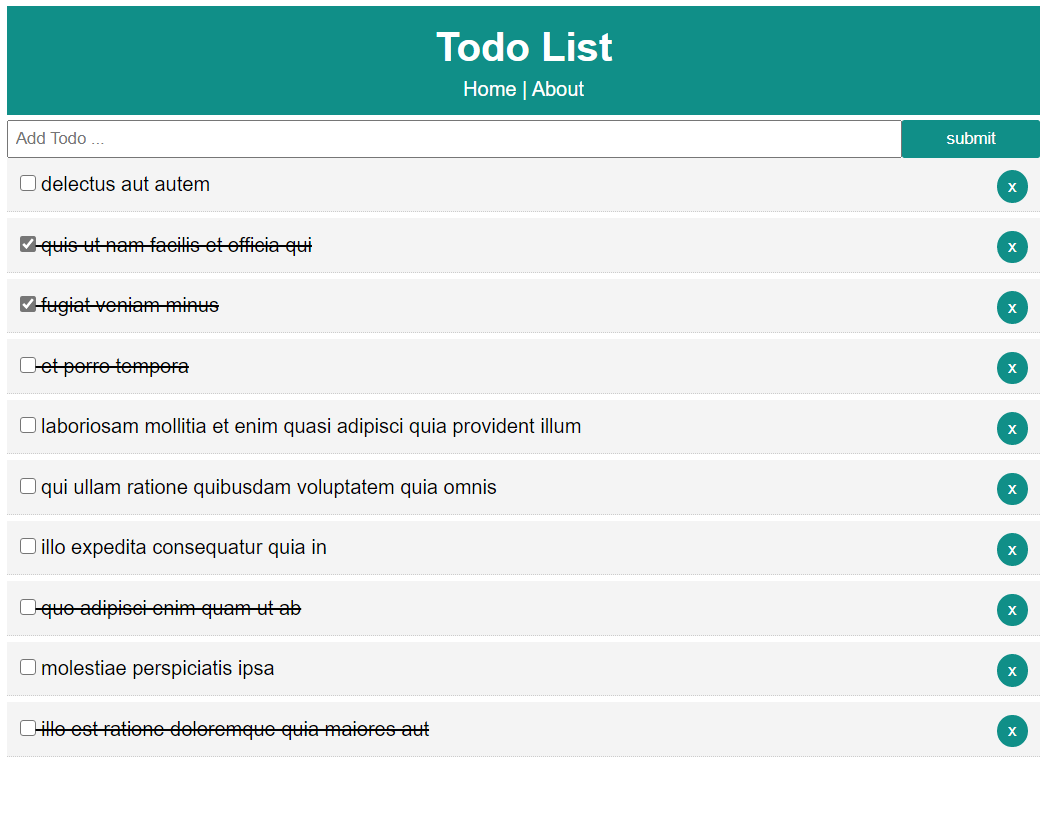 Todo List
Home | About
Add Todo ...
submit
delectus aut autem
x
quis ut nam facilis et officia qui
x
fugiat veniam minus
x
et porro tempora
x
laboriosam mollitia et enim quasi adipisci quia provident illum
x
qui ullam ratione quibusdam voluptatem quia omnis
x
illo expedita consequatur quia in
x
quo adipisci enim quam ut ab
x
molestiae perspiciatis ipsa
x
illo est ratione doloremque quia maiores aut
x